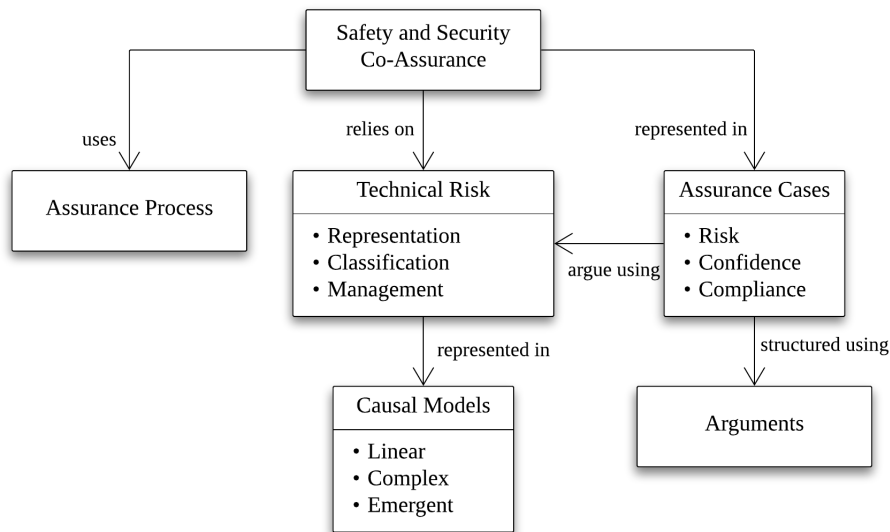 Safety and Security
Co-Assurance
uses
relies on
represented in
Assurance Process
Technical Risk
• Representation
• Classification
• Management
argue using
Assurance Cases
• Risk
• Confidence
• Compliance
represented in
structured using
Causal Models
• Linear
• Complex
• Emergent
Arguments